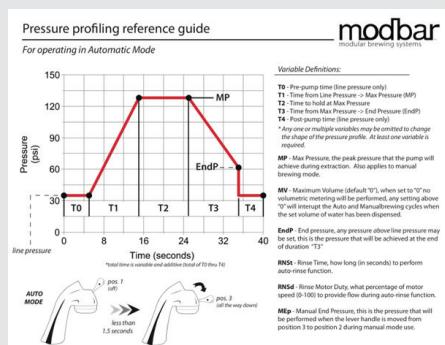 Pressure profiling reference guide
For operating in Automatic Mode
modbar
modular brewing systems
Pressure
(psi)
150
120
90
60
30
0
MP
EndP
line pressure
T0
T1
T2
T3
T4
0
8
16
24
32
40
Time (seconds)
*total time is variable and additive (total of T0 thru T4)
AUTO
MODE
pos. 1
(off)
less than
1.5 seconds
pos. 3
(all the way down)
Variable Definitions:
T0 - Pre-pump time (line pressure only)
T1 - Time from Line Pressure -> Max Pressure (MP)
T2 - Time to hold at Max Pressure
T3 - Time from Max Pressure -> End Pressure (EndP)
T4 - Post-pump time (line pressure only)
* Any one or multiple variables may be omitted to change
the shape of the pressure profile. At least one variable is
required.
MP - Max Pressure, the peak pressure that the pump will
achieve during extraction. Also applies to manual
brewing mode.
MV - Maximum Volume (default "0"), when set to "0" no
volumetric metering will be performed, any setting above
"0" will interupt the Auto and Manualbrewing cycles when
the set volume of water has been dispensed.
EndP - End pressure, any pressure above line pressure may
be set, this is the pressure that will be achieved at the end
of duration "T3"
RNSt - Rinse Time, how long (in seconds) to perform
auto-rinse function.
RNSd - Rinse Motor Duty, what percentage of motor
speed (0-100) to provide flow during auto-rinse function.
MEp - Manual End Pressure, this is the pressure that will
be performed when the lever handle is moved from
position 3 to position 2 during manual mode use.